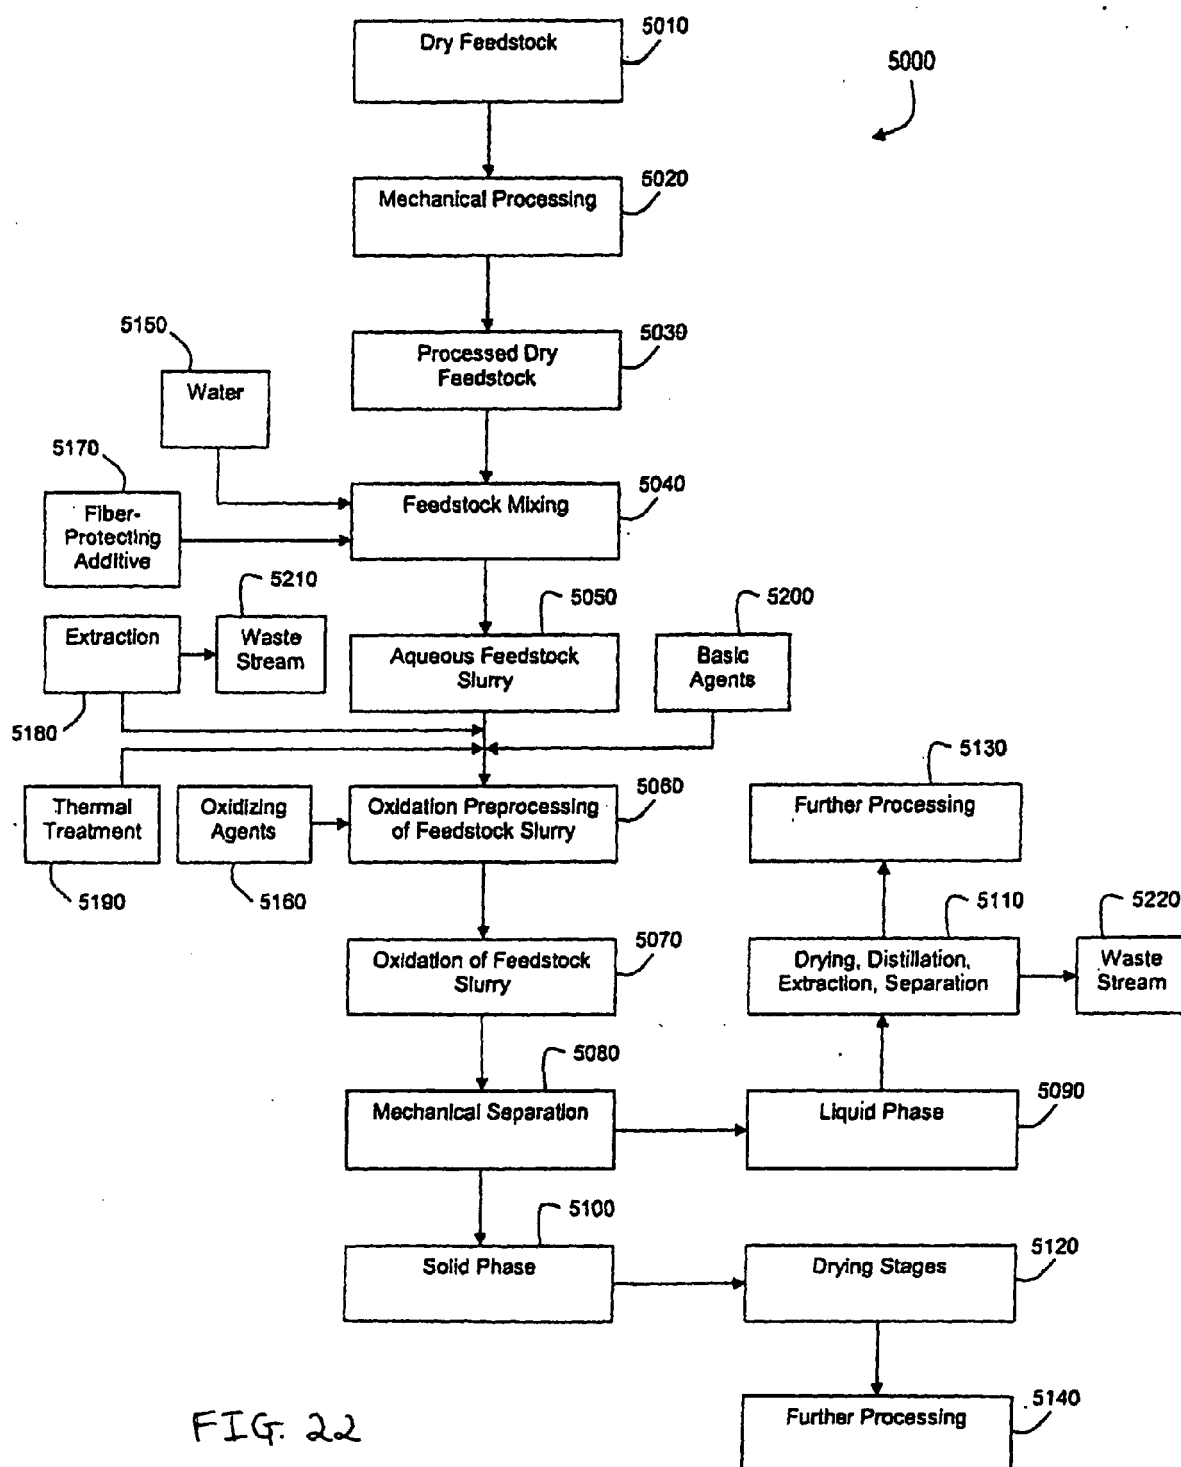 Dry Feedstock
5010
5000
Mechanical Processing
5020
Processed Dry
Feedstock
5030
5150
Water
5170
Fiber-
Protecting
Additive
Feedstock Mixing
5040
Extraction
5180
5210
Waste
Stream
5050
Aqueous Feedstock
Slurry
5200
Basic
Agents
Thermal
Treatment
5190
Oxidizing
Agents
5160
Oxidation Preprocessing
of Feedstock Slurry
5060
5130
Further Processing
Oxidation of Feedstock
Slurry
5070
5110
Drying, Distillation,
Extraction, Separation
5220
Waste
Stream
5080
Mechanical Separation
Liquid Phase
5090
5100
Solid Phase
Drying Stages
5120
Further Processing
5140
FIG. 22